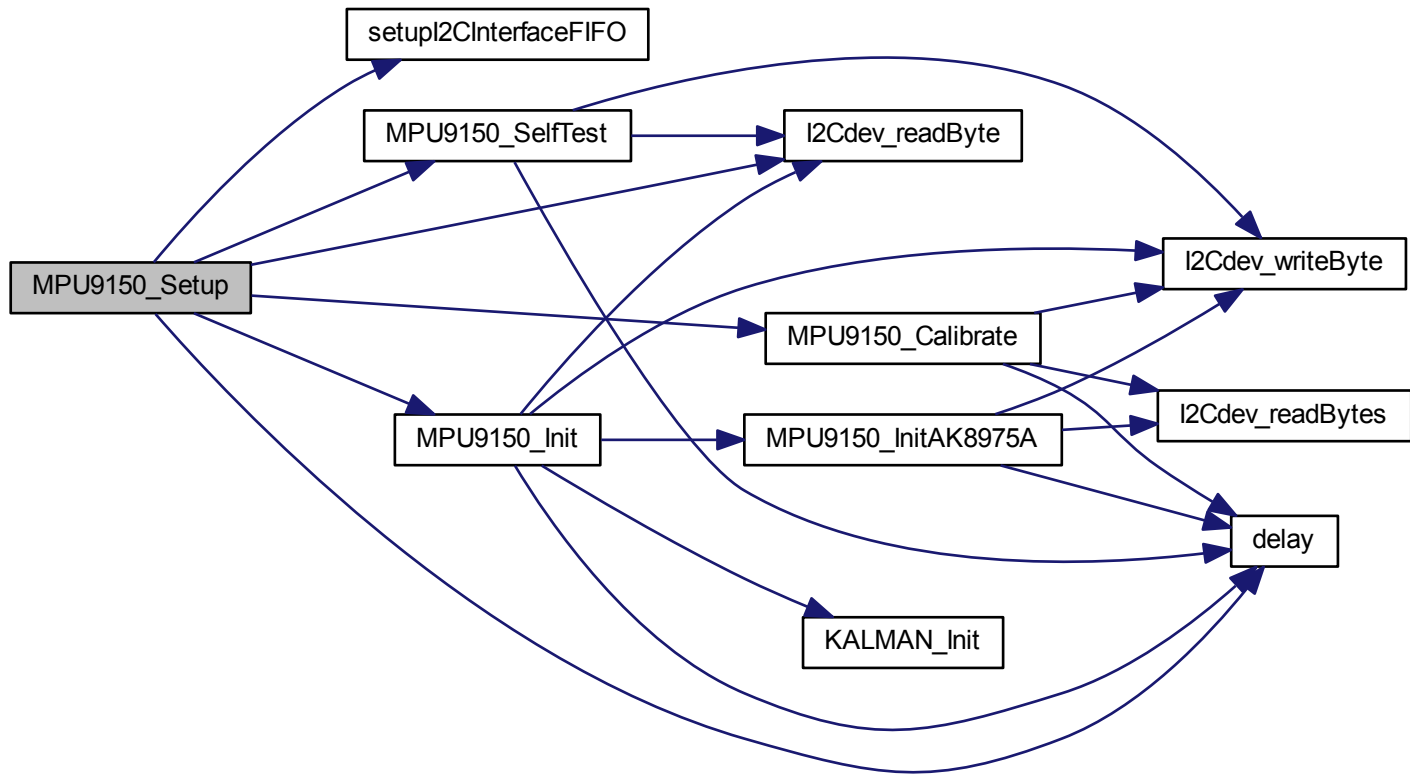 setupI2CInterfaceFIFO
MPU9150_SelfTest
I2Cdev_readByte
I2Cdev_writeByte
MPU9150_Setup
MPU9150_Calibrate
I2Cdev_readBytes
MPU9150_Init
MPU9150_InitAK8975A
delay
KALMAN_Init